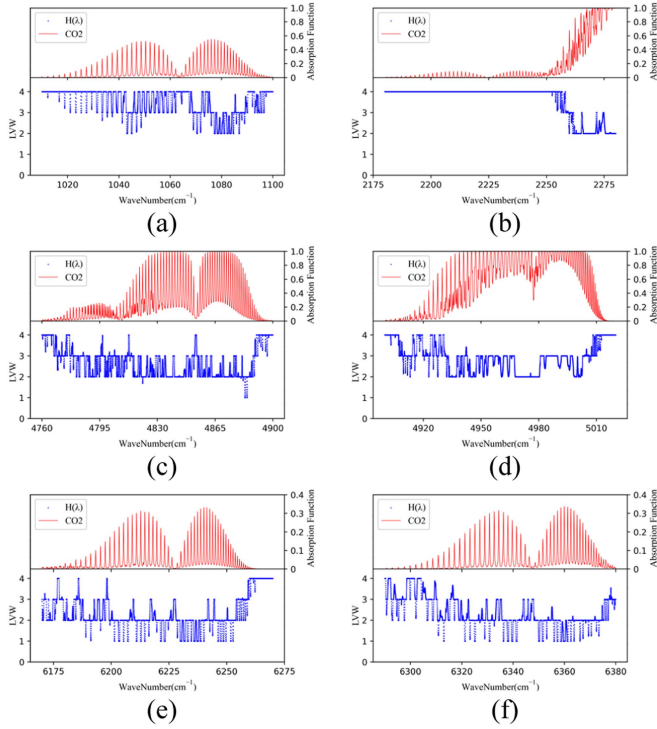 H(λ)
CO2
1.0
0.8
0.6
0.4
0.2
0
Absorption Function
4
3
2
1
0
LVW
1020 1040 1060 1080 1100
WaveNumber(cm⁻¹)
(a)
H(λ)
CO2
1.0
0.8
0.6
0.4
0.2
0
Absorption Function
4
3
2
1
0
LVW
2175 2200 2225 2250 2275
WaveNumber(cm⁻¹)
(b)
H(λ)
CO2
1.0
0.8
0.6
0.4
0.2
0
Absorption Function
4
3
2
1
0
LVW
4760 4795 4830 4865 4900
WaveNumber(cm⁻¹)
(c)
H(λ)
CO2
1.0
0.8
0.6
0.4
0.2
0
Absorption Function
4
3
2
1
0
LVW
4920 4950 4980 5010
WaveNumber(cm⁻¹)
(d)
H(λ)
CO2
0.4
0.3
0.2
0.1
0
Absorption Function
4
3
2
1
0
LVW
6175 6200 6225 6250 6275
WaveNumber(cm⁻¹)
(e)
H(λ)
CO2
0.4
0.3
0.2
0.1
0
Absorption Function
4
3
2
1
0
LVW
6300 6320 6340 6360 6380
WaveNumber(cm⁻¹)
(f)